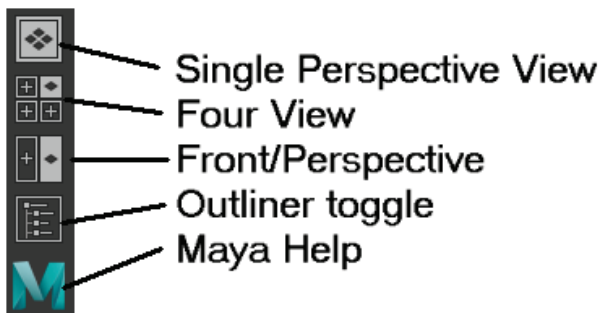 Single Perspective View
Four View
Front/Perspective
Outliner toggle
Maya Help
M